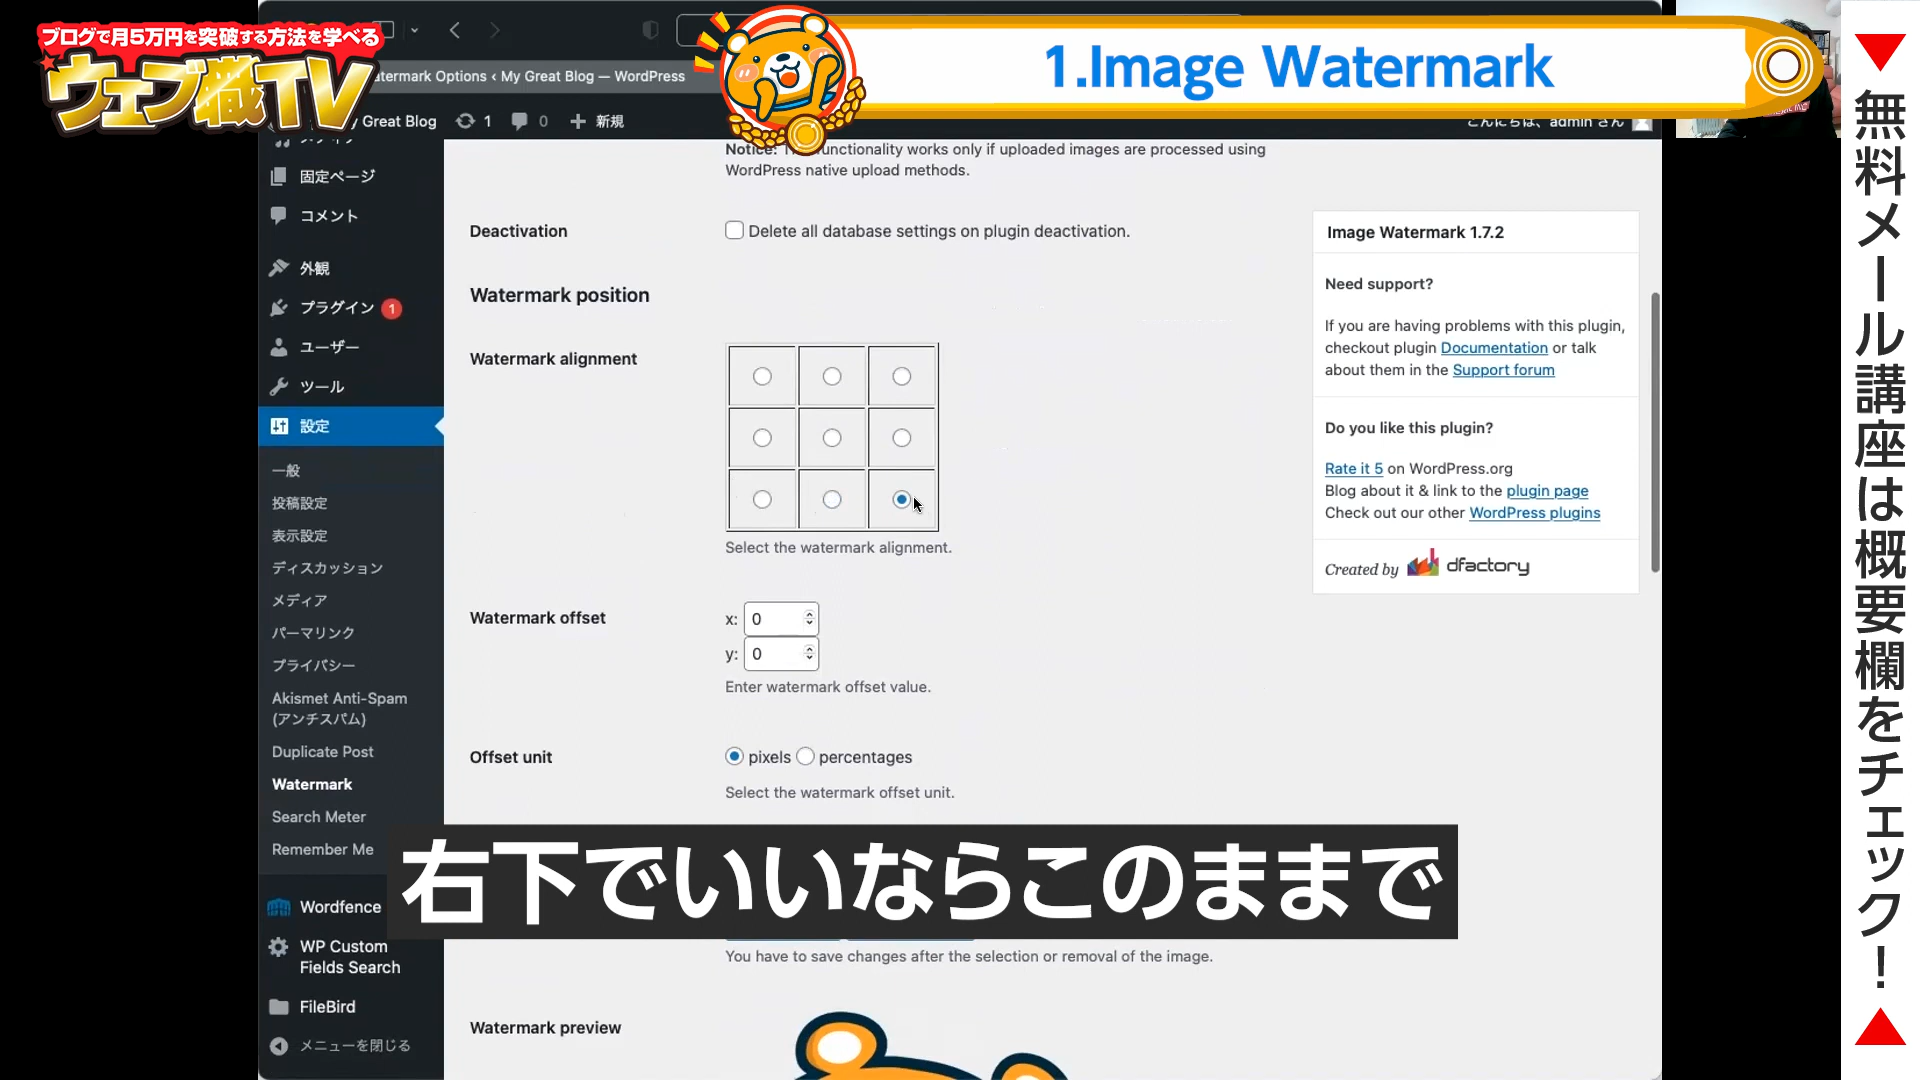 ブログで月5万円を突破する方法を学べる
ウェブ職TV
1.Image Watermark
termark Options ‹ My Great Blog — WordPress
Great Blog
1
0
新規
こんにちは、admin さん
固定ページ
コメント
外観
プラグイン 1
ユーザー
ツール
設定
一般
投稿設定
表示設定
ディスカッション
メディア
パーマリンク
プライバシー
Akismet Anti-Spam
(アンチスパム)
Duplicate Post
Watermark
Search Meter
Remember Me
Wordfence
WP Custom
Fields Search
FileBird
メニューを閉じる
Notice: functionality works only if uploaded images are processed using
WordPress native upload methods.
Deactivation
Delete all database settings on plugin deactivation.
Watermark position
Watermark alignment
Select the watermark alignment.
Watermark offset
x: 0
y: 0
Enter watermark offset value.
Offset unit
pixels percentages
Select the watermark offset unit.
You have to save changes after the selection or removal of the image.
Watermark preview
Image Watermark 1.7.2
Need support?
If you are having problems with this plugin,
checkout plugin Documentation or talk
about them in the Support forum
Do you like this plugin?
Rate it 5 on WordPress.org
Blog about it & link to the plugin page
Check out our other WordPress plugins
Created by dfactory
右下でいいならこのままで
▼無料メール講座は概要欄をチェック！▲